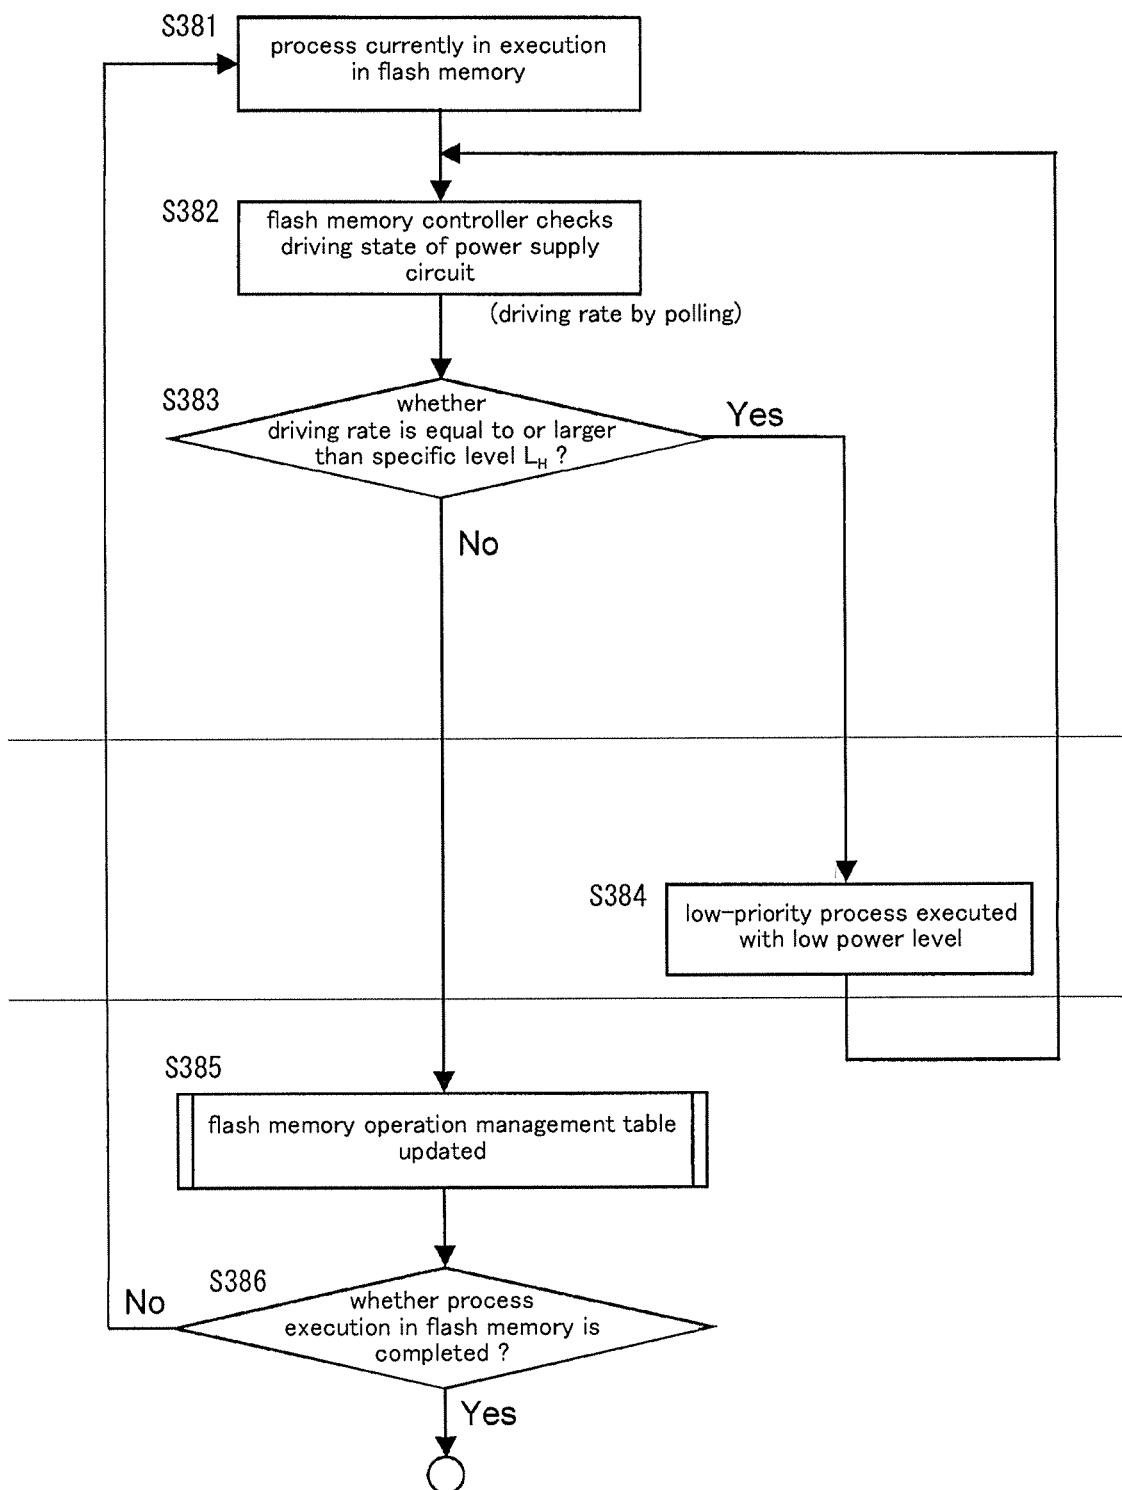 S381
process currently in execution
in flash memory
S382
flash memory controller checks
driving state of power supply
circuit
(driving rate by polling)
S383
whether
driving rate is equal to or larger
than specific level L_H ?
Yes
No
S384
low-priority process executed
with low power level
S385
flash memory operation management table
updated
S386
whether process
execution in flash memory is
completed ?
No
Yes